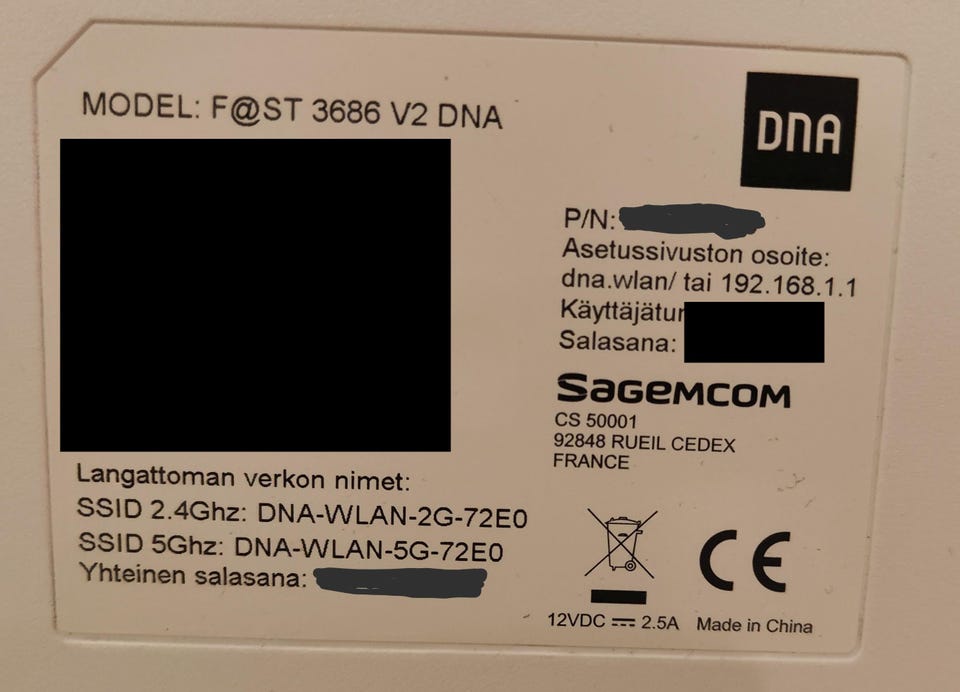 MODEL: F@ST 3686 V2 DNA
DNA
P/N:
Asetussivuston osoite:
dna.wlan/ tai 192.168.1.1
Salasana:
SAGEMCOM
CS 50001
92848 RUEIL CEDEX
FRANCE
Langattoman verkon nimet:
SSID 2.4Ghz: DNA-WLAN-2G-72E0
SSID 5Ghz: DNA-WLAN-5G-72E0
Yhteinen salasana:
CE
12VDC ⎓ 2.5A Made in China